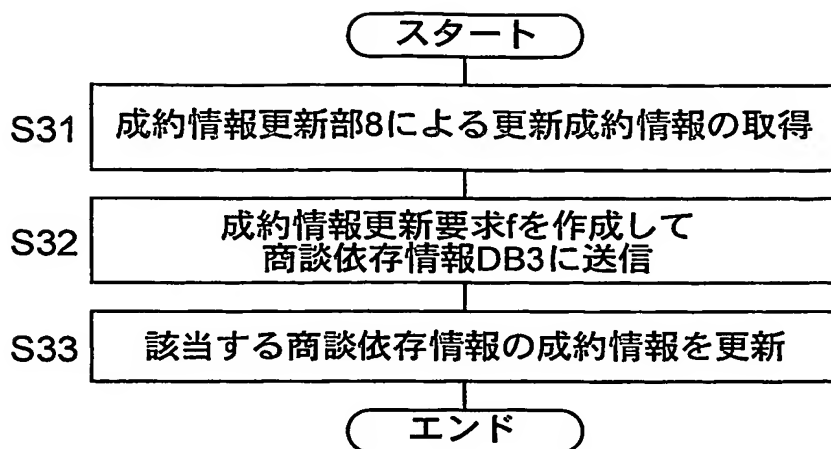 スタート
S31
成約情報更新部8による更新成約情報の取得
S32
成約情報更新要求fを作成して
商談依存情報DB3に送信
S33
該当する商談依存情報の成約情報を更新
エンド